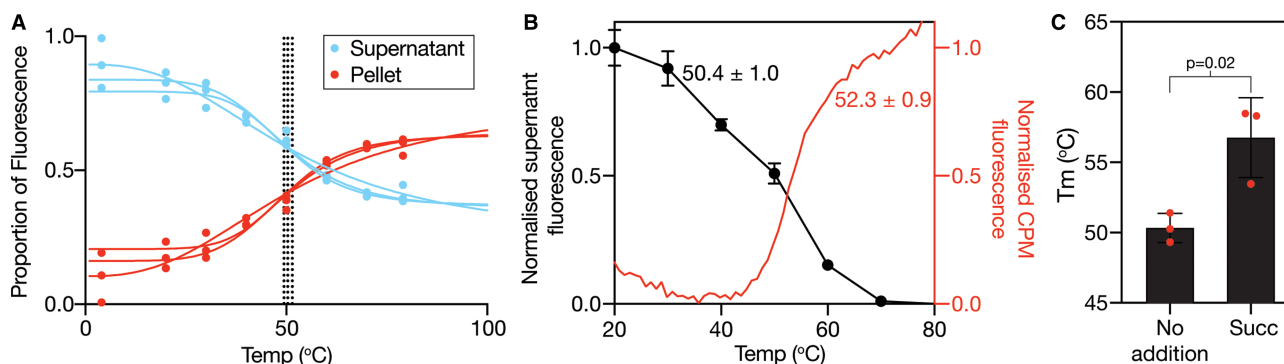 A
Proportion of Fluorescence
1.0
0.5
0.0
Supernatant
Pellet
0
50
100
Temp (ºC)
B
Normalised supernatnt
fluorescence
1.0
0.5
0.0
50.4 ± 1.0
52.3 ± 0.9
20
40
60
80
Temp (ºC)
1.0
0.5
0.0
Normalised CPM
fluorescence
C
Tm (ºC)
65
60
55
50
45
p=0.02
No
addition
Succ